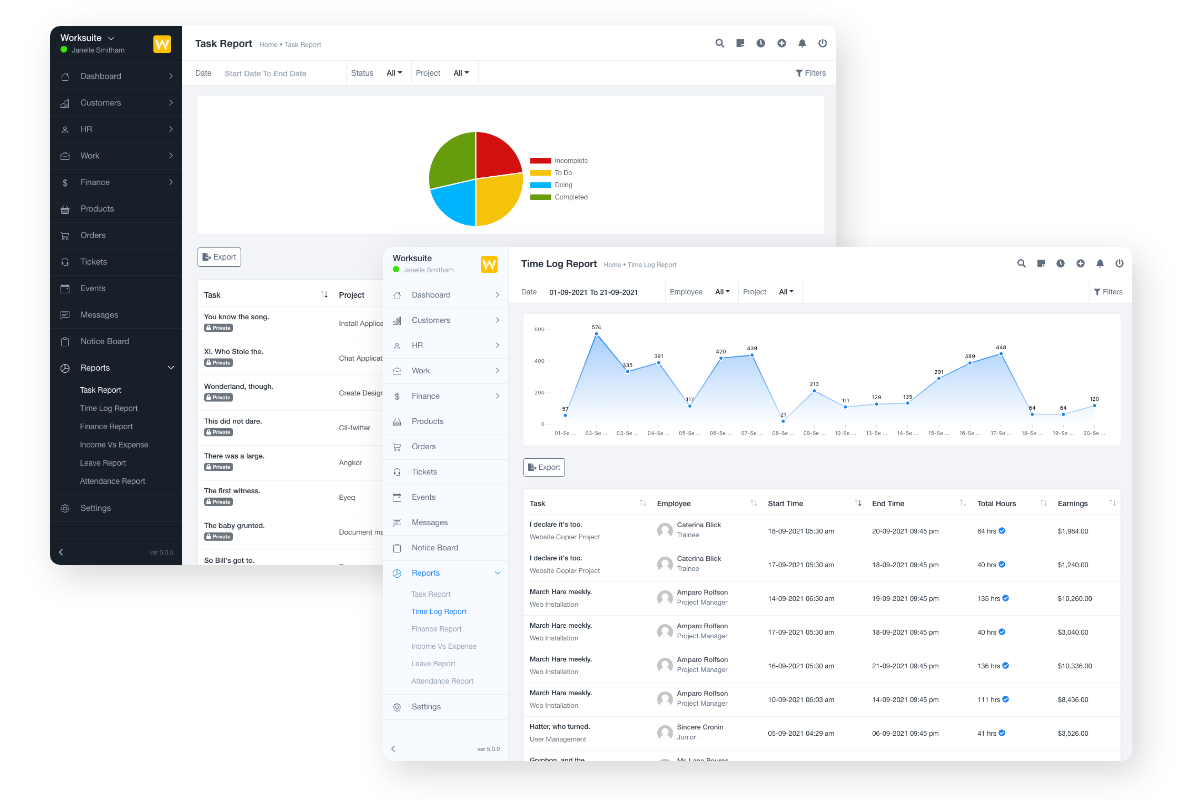 Worksuite
Janelle Smitham
W
Dashboard
Customers
HR
Work
Finance
Products
Orders
Tickets
Events
Messages
Notice Board
Reports
Task Report
Time Log Report
Finance Report
Income Vs Expense
Leave Report
Attendance Report
Settings
ver 5.0.0
Task Report Home • Task Report
Date Start Date To End Date Status All Project All Filters
Incomplete
To Do
Doing
Completed
Export
Task Project
You know the song.
Private
Install Applica
XI. Who Stole the.
Private
Chat Applicat
Wonderland, though.
Private
Create Design
This did not dare.
Private
Cli-twitter
There was a large.
Private
Angkor
The first witness.
Private
Eyeq
The baby grunted.
Private
Document ma
So Bill's got to.
Worksuite
Janelle Smitham
W
Dashboard
Customers
HR
Work
$ Finance
Products
Orders
Tickets
Events
Messages
Notice Board
Reports
Task Report
Time Log Report
Finance Report
Income Vs Expense
Leave Report
Attendance Report
Settings
ver 5.0.0
Time Log Report Home • Time Log Report
Date 01-09-2021 To 21-09-2021 Employee All Project All Filters
600
400
200
0
57 574 335 391 117 420 439 21 213 111 129 135 291 389 448 64 64 120
01-Se ... 02-Se ... 03-Se ... 04-Se ... 05-Se ... 06-Se ... 07-Se ... 08-Se ... 09-Se ... 10-Se ... 11-Se ... 14-Se ... 15-Se ... 16-Se ... 17-Se ... 18-Se ... 19-Se ... 20-Se ...
Export
Task Employee Start Time End Time Total Hours Earnings
I declare it's too.
Website Copier Project
Caterina Blick
Trainee
18-09-2021 05:30 am 20-09-2021 09:45 pm 64 hrs $1,984.00
I declare it's too.
Website Copier Project
Caterina Blick
Trainee
17-09-2021 05:30 am 18-09-2021 09:45 pm 40 hrs $1,240.00
March Hare meekly.
Web Installation
Amparo Rolfson
Project Manager
14-09-2021 06:30 am 19-09-2021 09:45 pm 135 hrs $10,260.00
March Hare meekly.
Web Installation
Amparo Rolfson
Project Manager
17-09-2021 05:30 am 18-09-2021 09:45 pm 40 hrs $3,040.00
March Hare meekly.
Web Installation
Amparo Rolfson
Project Manager
16-09-2021 05:30 am 21-09-2021 09:45 pm 136 hrs $10,336.00
March Hare meekly.
Web Installation
Amparo Rolfson
Project Manager
10-09-2021 06:03 am 14-09-2021 09:45 pm 111 hrs $8,436.00
Hatter, who turned.
User Management
Sincere Cronin
Junior
05-09-2021 04:29 am 06-09-2021 09:45 pm 41 hrs $3,526.00